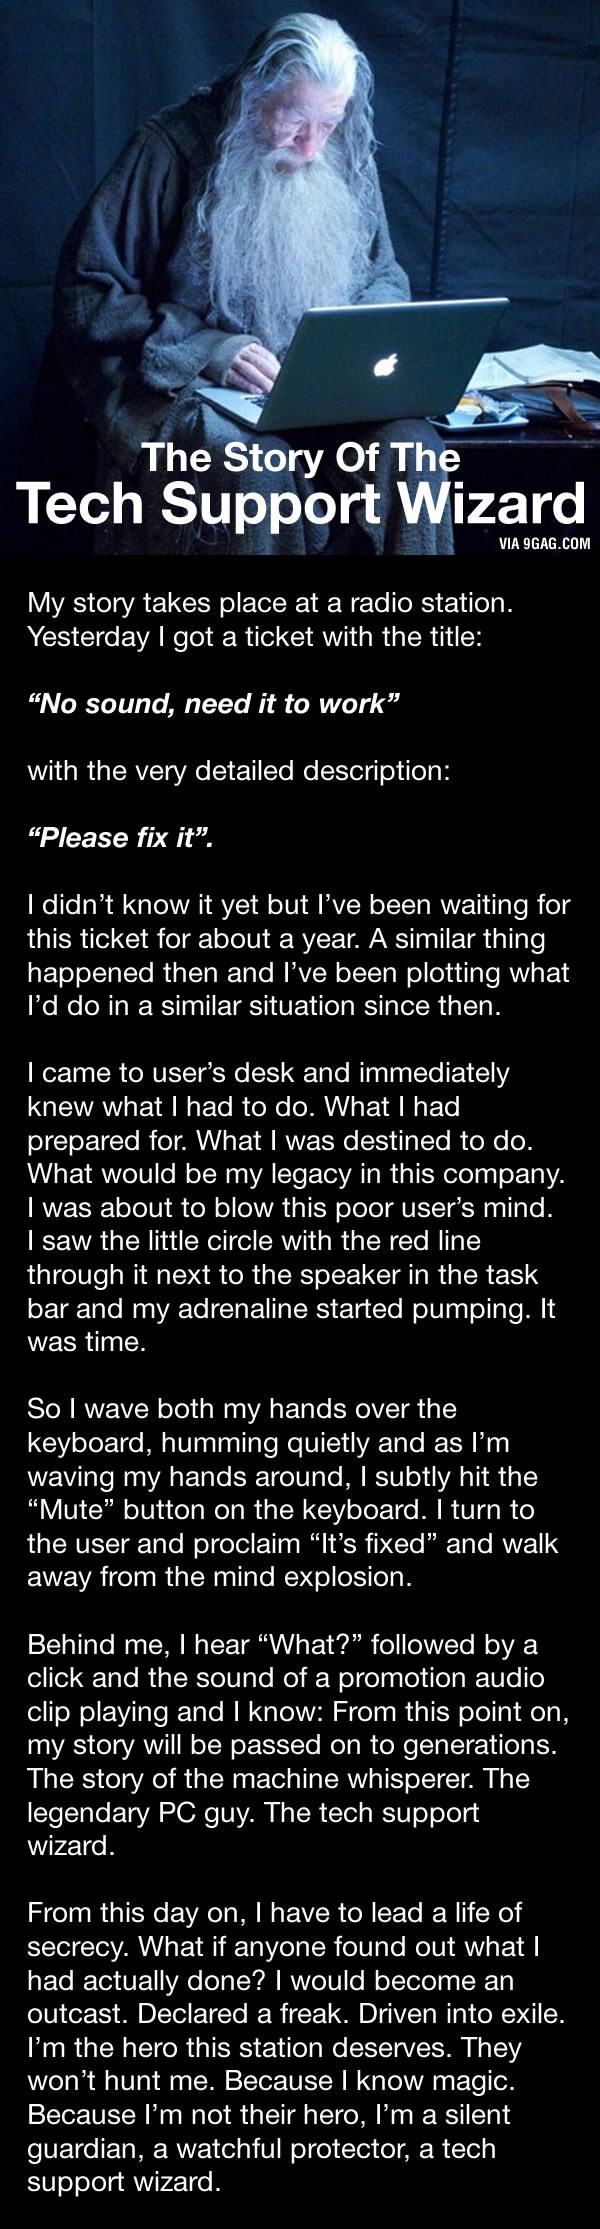 The Story Of The
Tech Support Wizard
VIA 9GAG.COM
My story takes place at a radio station.
Yesterday I got a ticket with the title:
“No sound, need it to work”
with the very detailed description:
“Please fix it”.
I didn’t know it yet but I’ve been waiting for
this ticket for about a year. A similar thing
happened then and I’ve been plotting what
I’d do in a similar situation since then.
I came to user’s desk and immediately
knew what I had to do. What I had
prepared for. What I was destined to do.
What would be my legacy in this company.
I was about to blow this poor user’s mind.
I saw the little circle with the red line
through it next to the speaker in the task
bar and my adrenaline started pumping. It
was time.
So I wave both my hands over the
keyboard, humming quietly and as I’m
waving my hands around, I subtly hit the
“Mute” button on the keyboard. I turn to
the user and proclaim “It’s fixed” and walk
away from the mind explosion.
Behind me, I hear “What?” followed by a
click and the sound of a promotion audio
clip playing and I know: From this point on,
my story will be passed on to generations.
The story of the machine whisperer. The
legendary PC guy. The tech support
wizard.
From this day on, I have to lead a life of
secrecy. What if anyone found out what I
had actually done? I would become an
outcast. Declared a freak. Driven into exile.
I’m the hero this station deserves. They
won’t hunt me. Because I know magic.
Because I’m not their hero, I’m a silent
guardian, a watchful protector, a tech
support wizard.